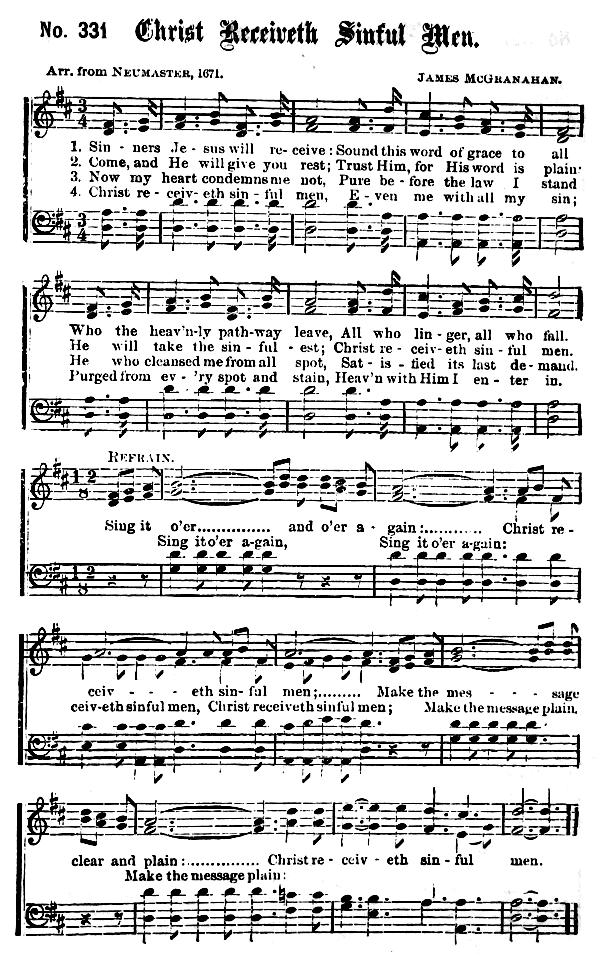 No. 331 Christ Receiveth Sinful Men.
Arr. from NEUMASTER, 1671. JAMES MCGRANAHAN.
1. Sin - ners Je - sus will re - ceive: Sound this word of grace to all
2. Come, and He will give you rest; Trust Him, for His word is plain.
3. Now my heart condemns me not, Pure be - fore the law I stand
4. Christ re - ceiv - eth sin - ful men, E - ven me with all my sin;
Who the heav'n-ly path-way leave, All who lin - ger, all who fall.
He will take the sin - ful - est; Christ re - ceiv - eth sin - ful men.
He who cleansed me from all spot, Sat - is - fied its last de - mand.
Purged from ev - 'ry spot and stain, Heav'n with Him I en - ter in.
REFRAIN.
Sing it o'er............... and o'er a - gain:........... Christ re -
Sing it o'er a-gain, Sing it o'er a-gain:
ceiv - - - eth sin - ful men;......... Make the mes - - - sage
ceiv-eth sinful men, Christ receiveth sinful men; Make the message plain,
clear and plain:............... Christ re - ceiv - eth sin - ful men.
Make the message plain: